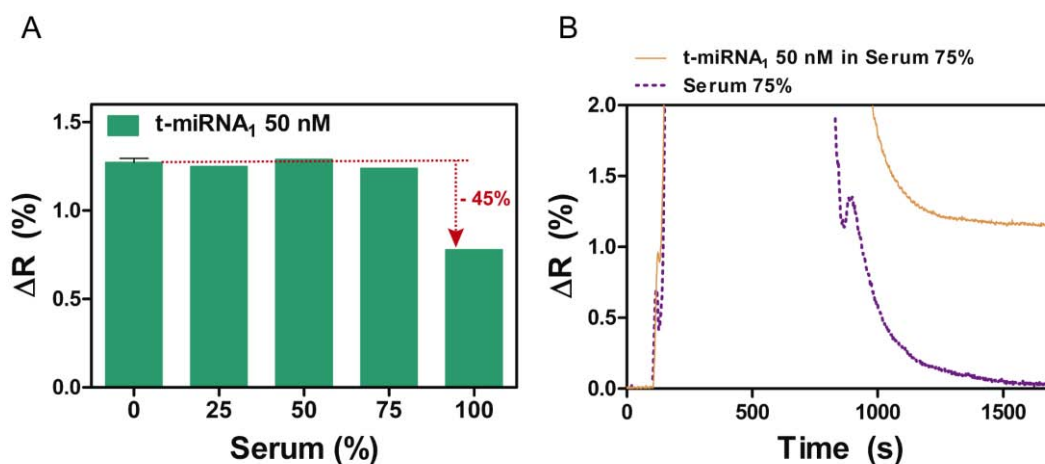 A
t-miRNA₁ 50 nM
1.5
1.0
0.5
0.0
- 45%
0 25 50 75 100
ΔR (%)
Serum (%)
B
t-miRNA₁ 50 nM in Serum 75%
Serum 75%
2.0
1.5
1.0
0.5
0.0
0 500 1000 1500
ΔR (%)
Time (s)